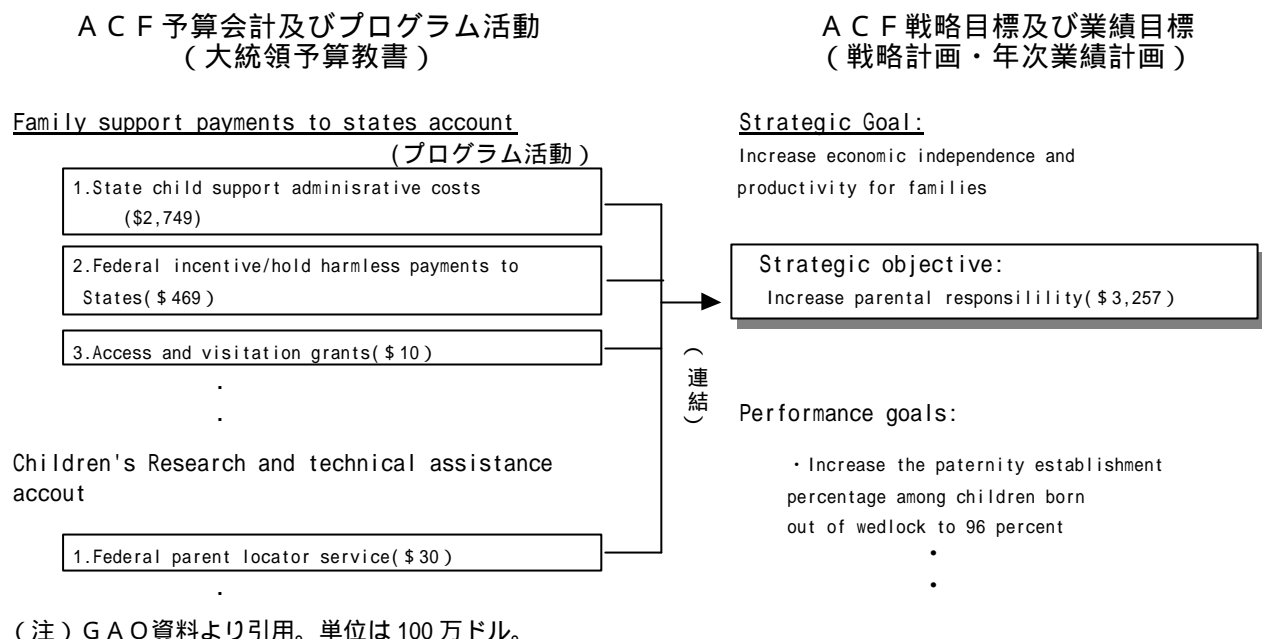 ＡＣＦ予算会計及びプログラム活動
（大統領予算教書）
ＡＣＦ戦略目標及び業績目標
（戦略計画・年次業績計画）
Family support payments to states account
(プログラム活動）
1.State child support adminisrative costs
($2,749)
2.Federal incentive/hold harmless payments to
States(＄469）
3.Access and visitation grants(＄10）
・
・
Children's Research and technical assistance
accout
1.Federal parent locator service(＄30）
・
（連結）
Strategic Goal:
Increase economic independence and
productivity for families
Strategic objective:
Increase parental responsilility(＄3,257）
Performance goals:
・Increase the paternity establishment
percentage among children born
out of wedlock to 96 percent
・
・
（注）ＧＡＯ資料より引用。単位は100万ドル。